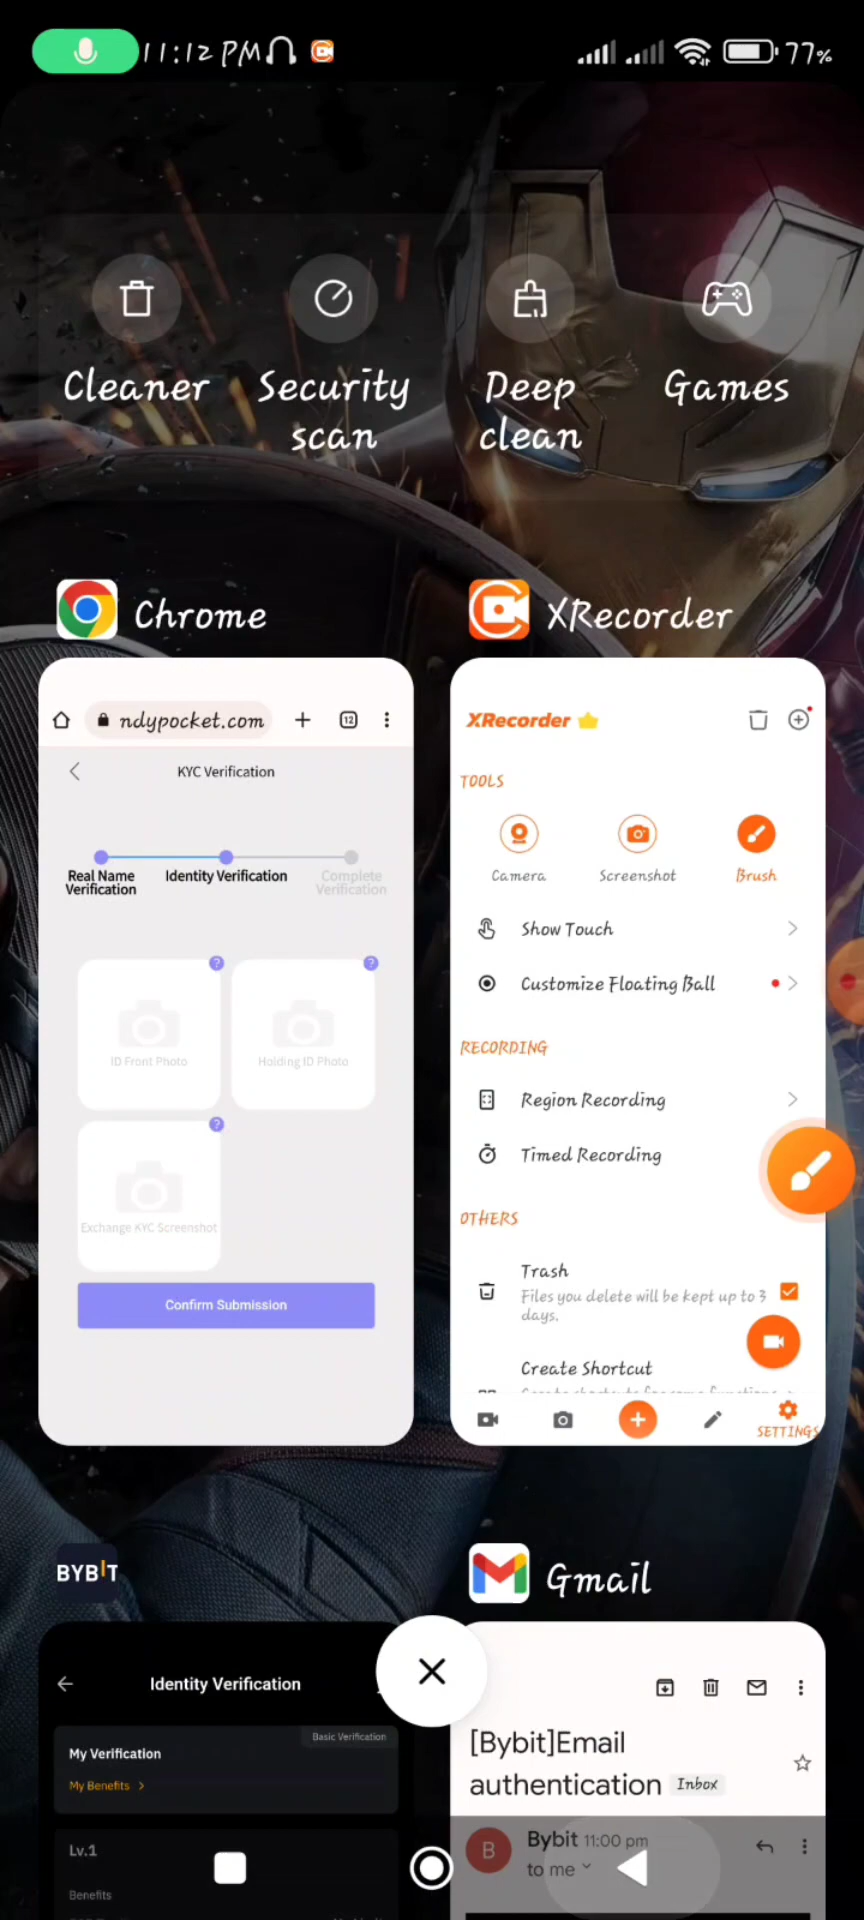 11:12 PM
77%
Cleaner
Security scan
Deep clean
Games
Chrome
ndypocket.com
12
KYC Verification
Real Name Verification
Identity Verification
Complete Verification
ID Front Photo
Holding ID Photo
Exchange KYC Screenshot
Confirm Submission
XRecorder
XRecorder
TOOLS
Camera
Screenshot
Brush
Show Touch
Customize Floating Ball
RECORDING
Region Recording
Timed Recording
OTHERS
Trash
Files you delete will be kept up to 3 days.
Create Shortcut
SETTINGS
BYBIT
Identity Verification
Basic Verification
My Verification
My Benefits
Lv.1
Benefits
Gmail
[Bybit]Email
authentication Inbox
B
Bybit 11:00 pm
to me